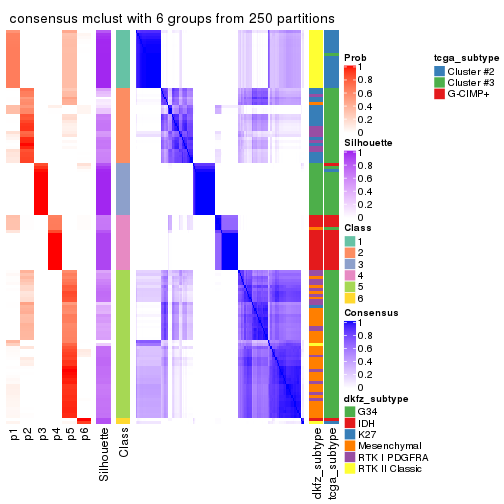 consensus mclust with 6 groups from 250 partitions
Prob
1
0.8
0.6
0.4
0.2
0
Silhouette
1
0.8
0.6
0.4
0.2
0
Class
1
2
3
4
5
6
Consensus
1
0.8
0.6
0.4
0.2
0
dkfz_subtype
G34
IDH
K27
Mesenchymal
RTK I PDGFRA
RTK II Classic
tcga_subtype
Cluster #2
Cluster #3
G-CIMP+
p1
p2
p3
p4
p5
p6
Silhouette
Class
dkfz_subtype
tcga_subtype